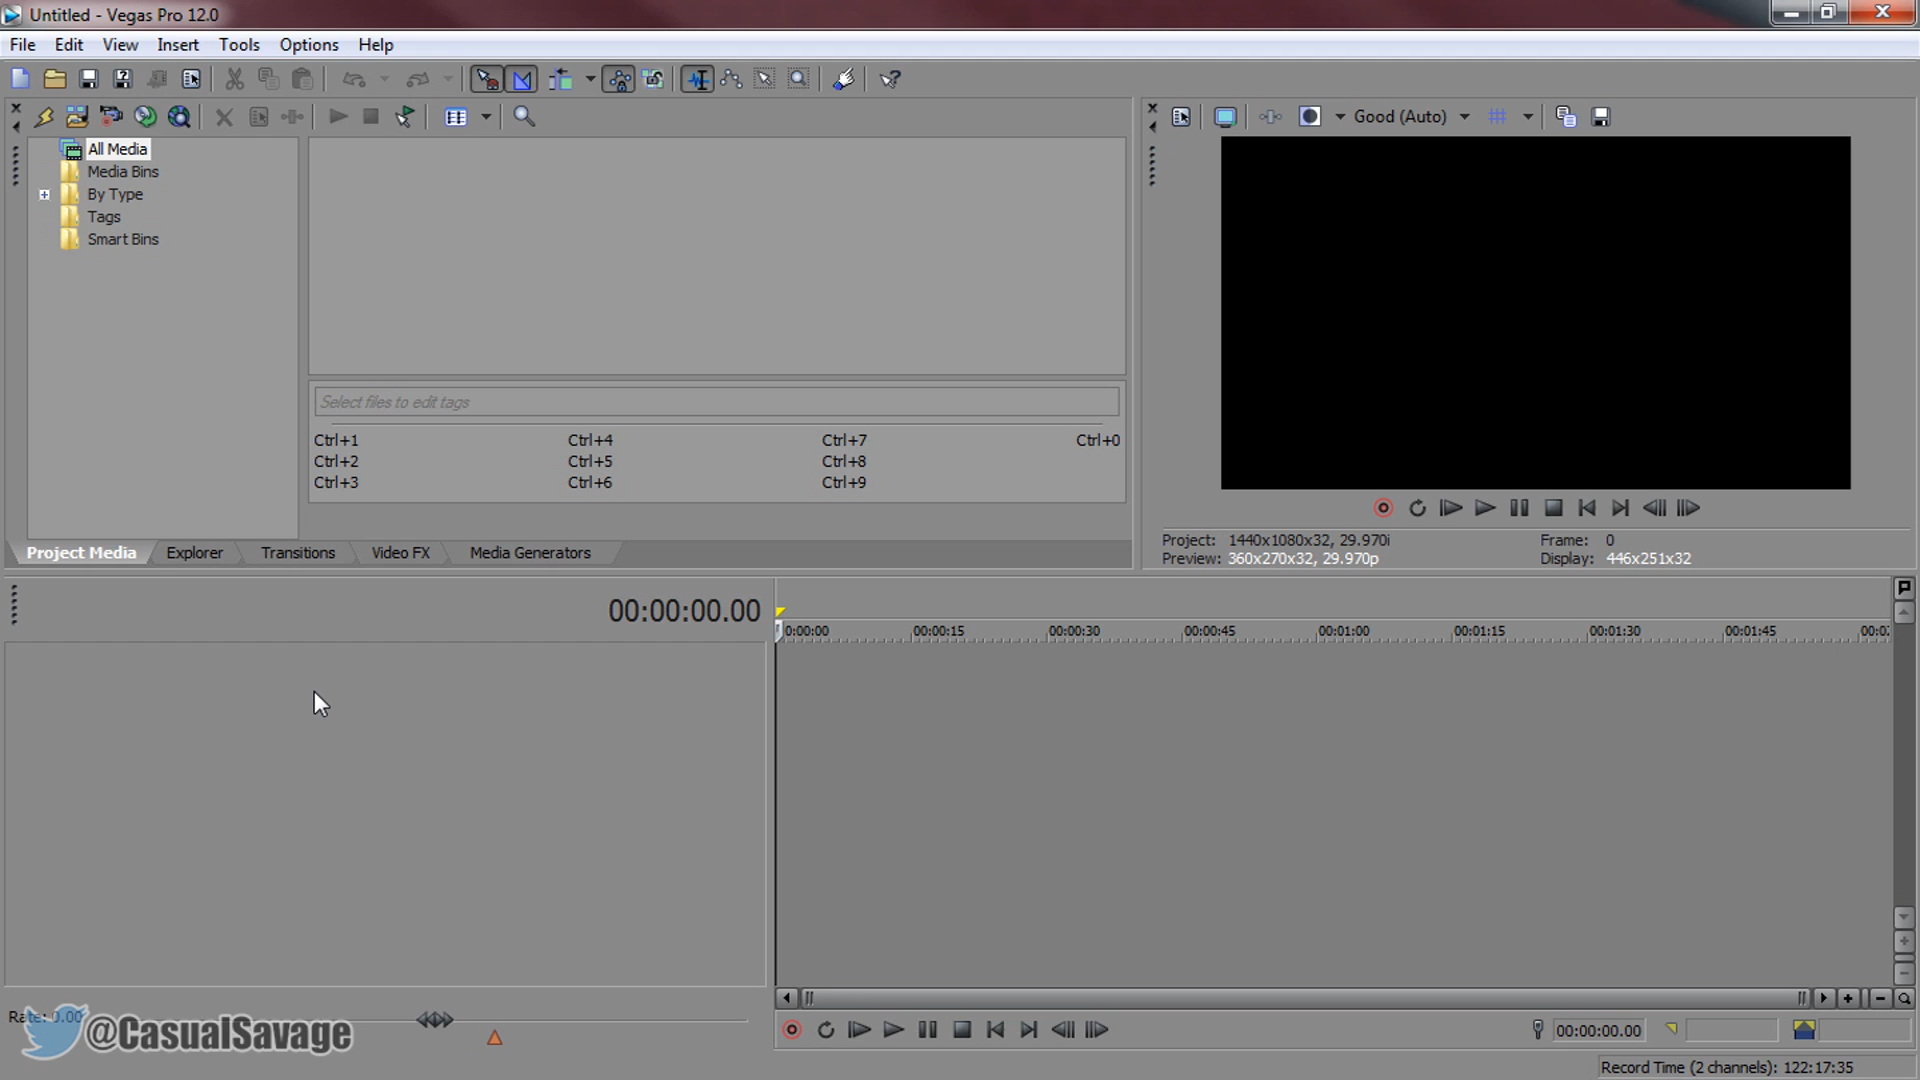 Untitled - Vegas Pro 12.0
File Edit View Insert Tools Options Help
Good (Auto)
All Media
Media Bins
By Type
Tags
Smart Bins
Select files to edit tags
Ctrl+1 Ctrl+4 Ctrl+7 Ctrl+0
Ctrl+2 Ctrl+5 Ctrl+8
Ctrl+3 Ctrl+6 Ctrl+9
Project Media Explorer Transitions Video FX Media Generators
Project: 1440x1080x32, 29.970i Frame: 0
Preview: 360x270x32, 29.970p Display: 446x251x32
00:00:00.00
0:00:00 00:00:15 00:00:30 00:00:45 00:01:00 00:01:15 00:01:30 00:01:45 00:0
Rate: 0.00
@CasualSavage
00:00:00.00
Record Time (2 channels): 122:17:35